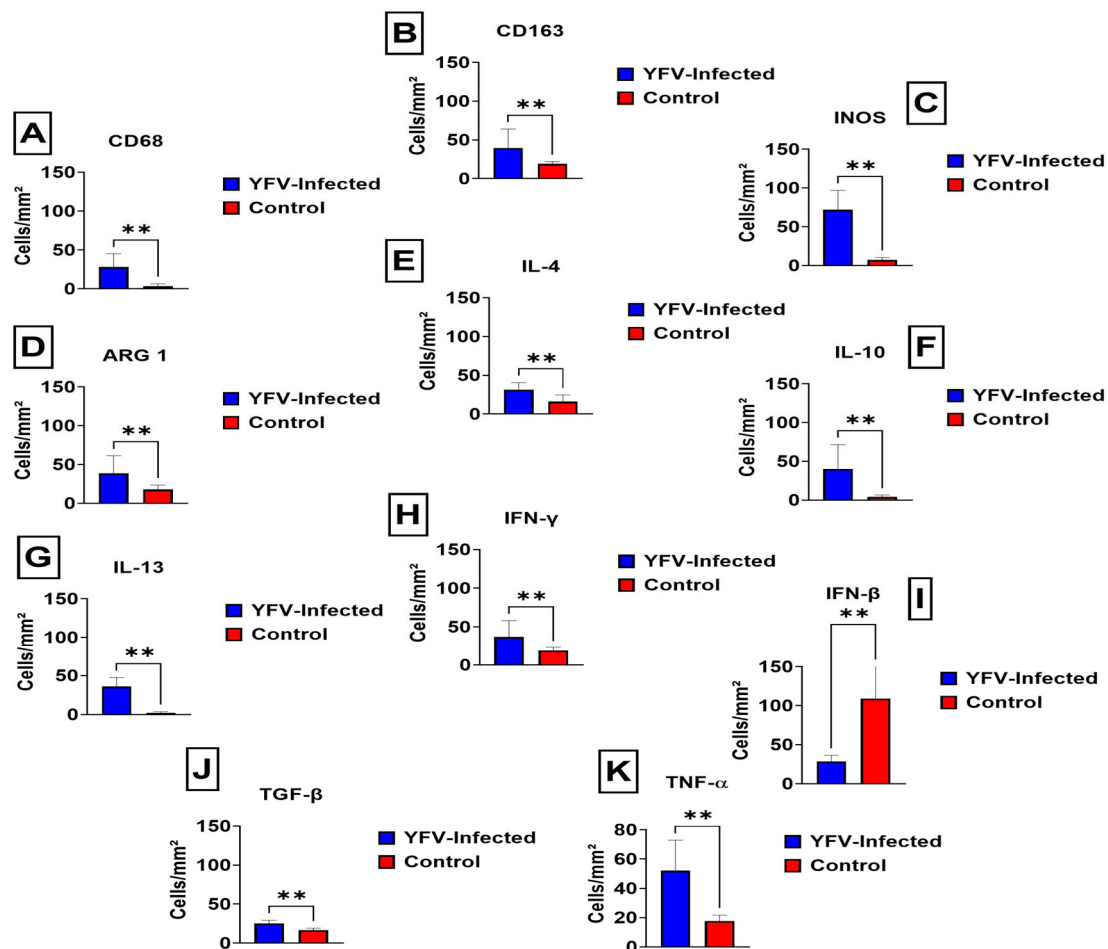 A
CD68
Cells/mm²
150
100
50
0
**
YFV-Infected
Control
B
CD163
Cells/mm²
150
100
50
0
**
YFV-Infected
Control
C
INOS
Cells/mm²
150
100
50
0
**
YFV-Infected
Control
D
ARG 1
Cells/mm²
150
100
50
0
**
YFV-Infected
Control
E
IL-4
Cells/mm²
150
100
50
0
**
YFV-Infected
Control
F
IL-10
Cells/mm²
150
100
50
0
**
YFV-Infected
Control
G
IL-13
Cells/mm²
150
100
50
0
**
YFV-Infected
Control
H
IFN-γ
Cells/mm²
150
100
50
0
**
YFV-Infected
Control
I
IFN-β
Cells/mm²
150
100
50
0
**
YFV-Infected
Control
J
TGF-β
Cells/mm²
150
100
50
0
**
YFV-Infected
Control
K
TNF-α
Cells/mm²
80
60
40
20
0
**
YFV-Infected
Control